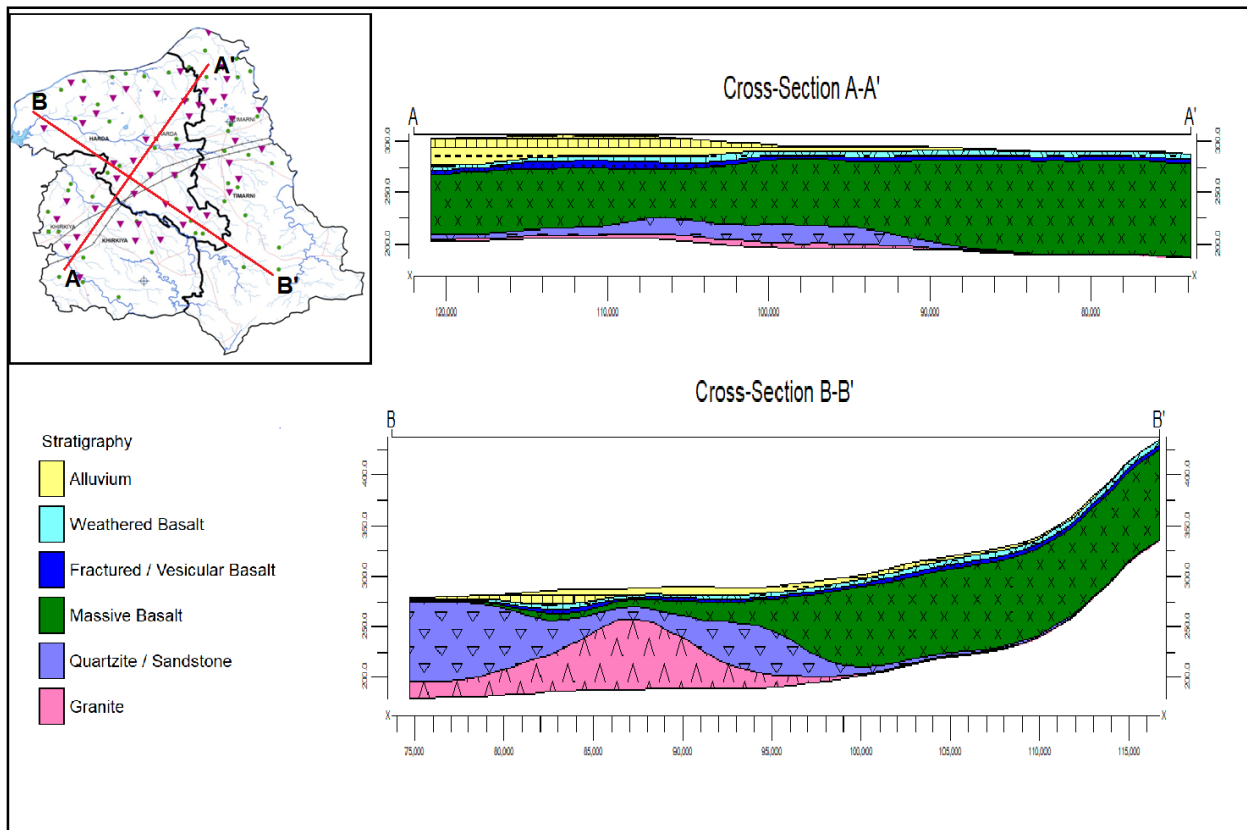 A'
B
TIMARNI
HARDA
HARDA
TIMARNI
KHIRKIYA
KHIRKIYA
A
B'
Cross-Section A-A'
A
A'
300.0
250.0
200.0
300.0
250.0
200.0
X
X
120,000
110,000
100,000
90,000
80,000
Cross-Section B-B'
B
B'
400.0
350.0
300.0
250.0
200.0
400.0
350.0
300.0
250.0
200.0
X
X
75,000
80,000
85,000
90,000
95,000
100,000
105,000
110,000
115,000
Stratigraphy
Alluvium
Weathered Basalt
Fractured / Vesicular Basalt
Massive Basalt
Quartzite / Sandstone
Granite